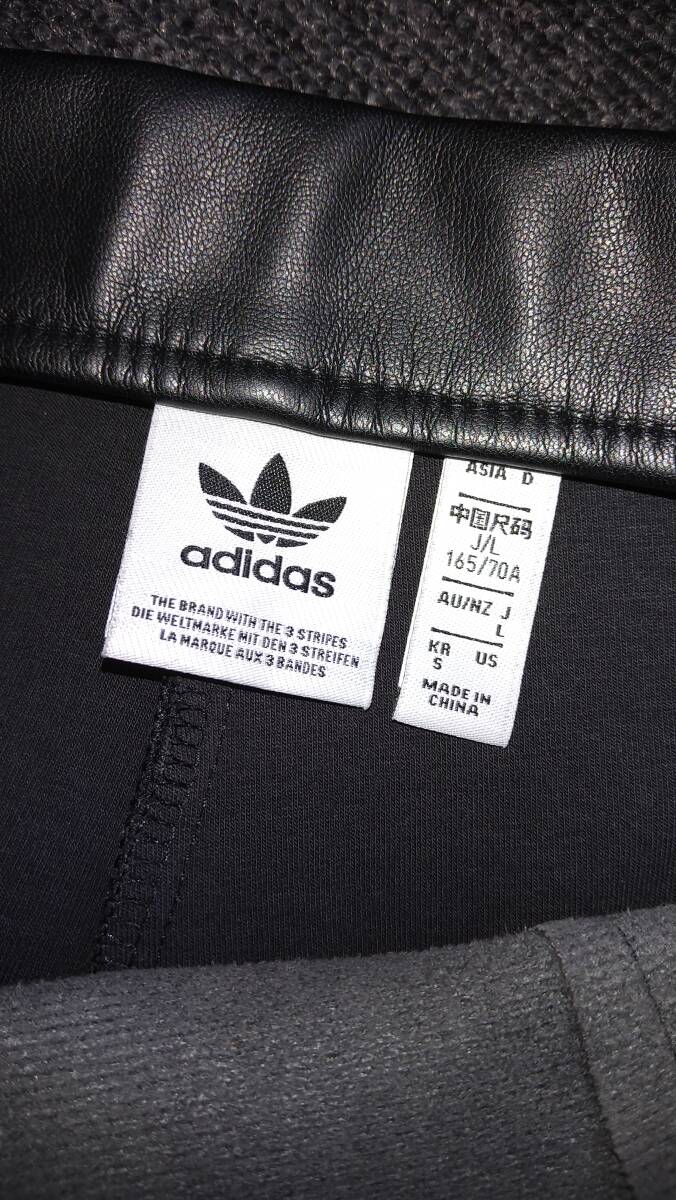 adidas
THE BRAND WITH THE 3 STRIPES
DIE WELTMARKE MIT DEN 3 STREIFEN
LA MARQUE AUX 3 BANDES
ASIA D
中国尺码
J/L
165/70A
AU/NZ J
L
KR US
S
MADE IN
CHINA